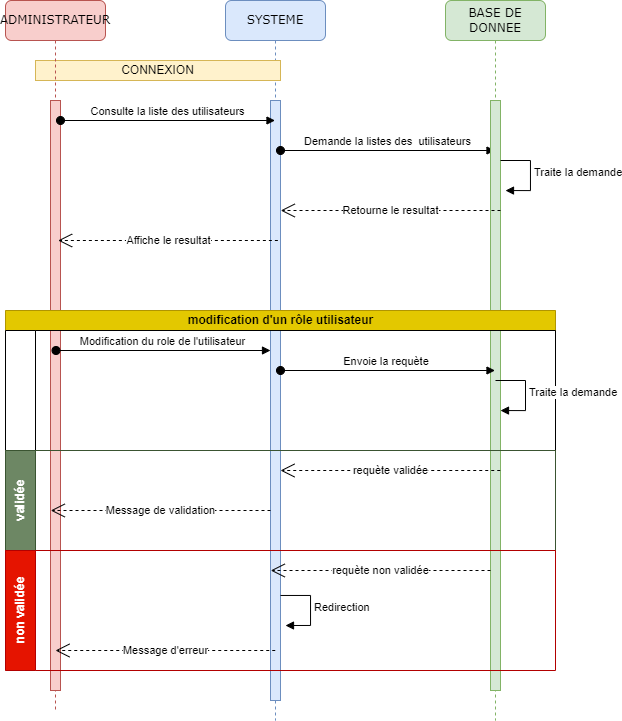 ADMINISTRATEUR
SYSTEME
BASE DE
DONNEE
CONNEXION
Consulte la liste des utilisateurs
Demande la listes des utilisateurs
Traite la demande
Retourne le resultat
Affiche le resultat
modification d'un rôle utilisateur
Modification du role de l'utilisateur
Envoie la requète
Traite la demande
validée
requète validée
Message de validation
non validée
requète non validée
Redirection
Message d'erreur